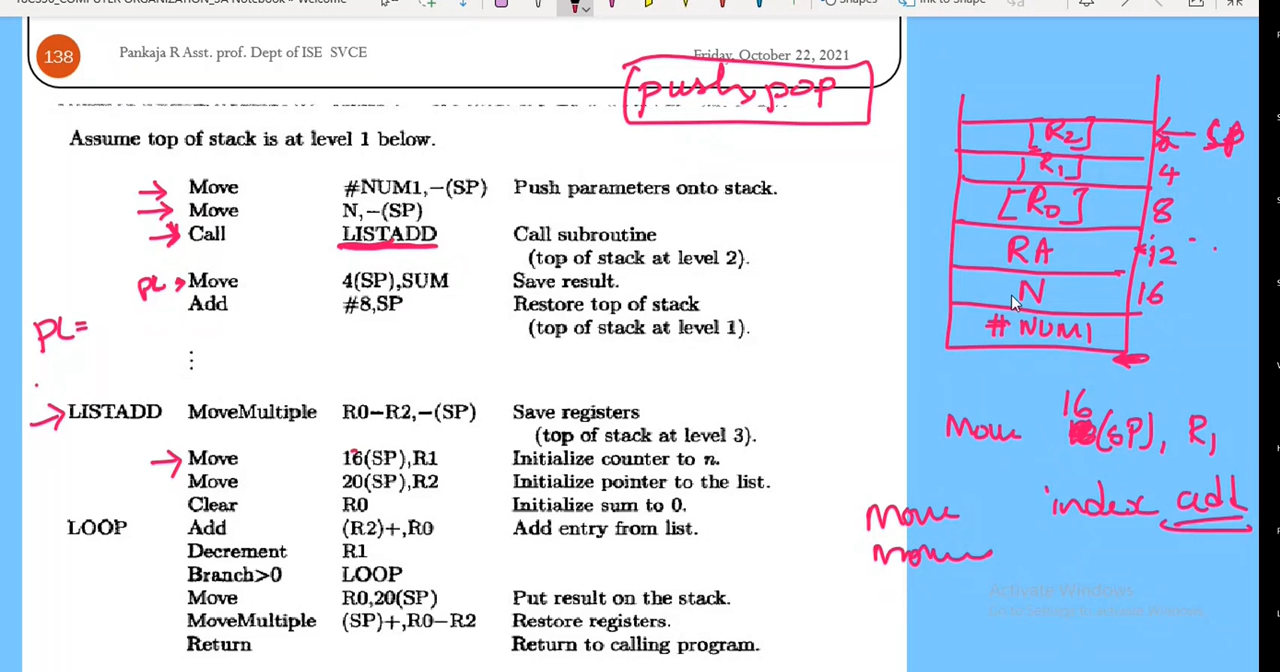 138
Pankaja R Asst. prof. Dept of ISE SVCE
Friday, October 22, 2021
push, pop
Assume top of stack is at level 1 below.
Move #NUM1,−(SP) Push parameters onto stack.
Move N,−(SP)
Call LISTADD Call subroutine
(top of stack at level 2).
Move 4(SP),SUM Save result.
Add #8,SP Restore top of stack
(top of stack at level 1).
⋮
LISTADD MoveMultiple R0−R2,−(SP) Save registers
(top of stack at level 3).
Move 16(SP),R1 Initialize counter to n.
Move 20(SP),R2 Initialize pointer to the list.
Clear R0 Initialize sum to 0.
LOOP Add (R2)+,R0 Add entry from list.
Decrement R1
Branch>0 LOOP
Move R0,20(SP) Put result on the stack.
MoveMultiple (SP)+,R0−R2 Restore registers.
Return Return to calling program.
[R2] ← SP
[R1] 4
[R0] 8
RA 12
N 16
# NUM1
Move 16(SP), R1
index add
Move
Move
Activate Windows